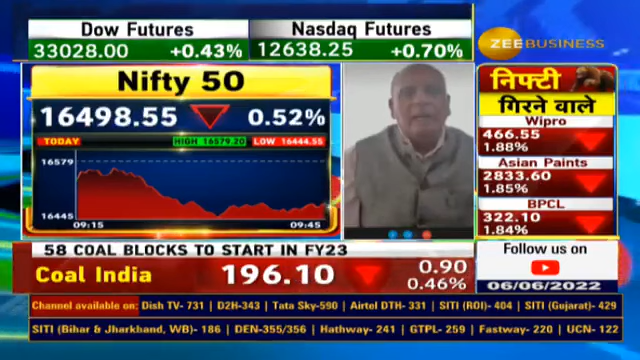 Dow Futures
33028.00 +0.43%
Nasdaq Futures
12638.25 +0.70%
ZEE BUSINESS
Nifty 50
16498.55 0.52%
TODAY HIGH 16579.20 LOW 16444.55
16579
16445
09:15 09:45
निफ्टी
गिरने वाले
Wipro
466.55
1.88%
Asian Paints
2833.60
1.85%
BPCL
322.10
1.84%
58 COAL BLOCKS TO START IN FY23
Coal India 196.10 0.90
0.46%
Follow us on
06/06/2022
Channel available on: Dish TV- 731 | D2H-343 | Tata Sky-590 | Airtel DTH- 331 | SITI (ROI)- 404 | SITI (Gujarat)- 429
SITI (Bihar & Jharkhand, WB)- 186 | DEN-355/356 | Hathway- 241 | GTPL- 259 | Fastway- 220 | UCN- 122